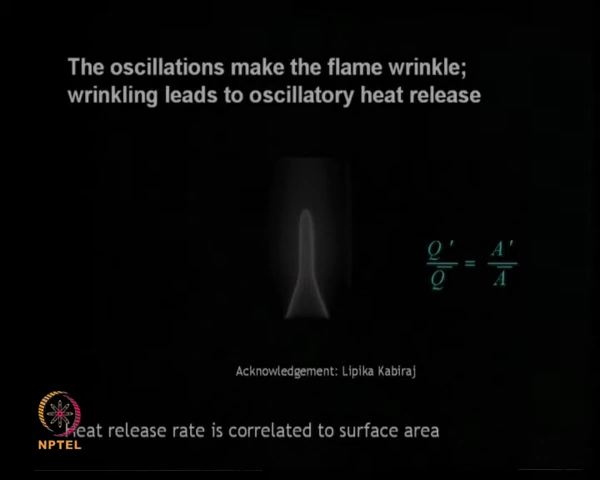 The oscillations make the flame wrinkle;
wrinkling leads to oscillatory heat release
Q' / Q̅ = A' / A̅
Acknowledgement: Lipika Kabiraj
Heat release rate is correlated to surface area
NPTEL